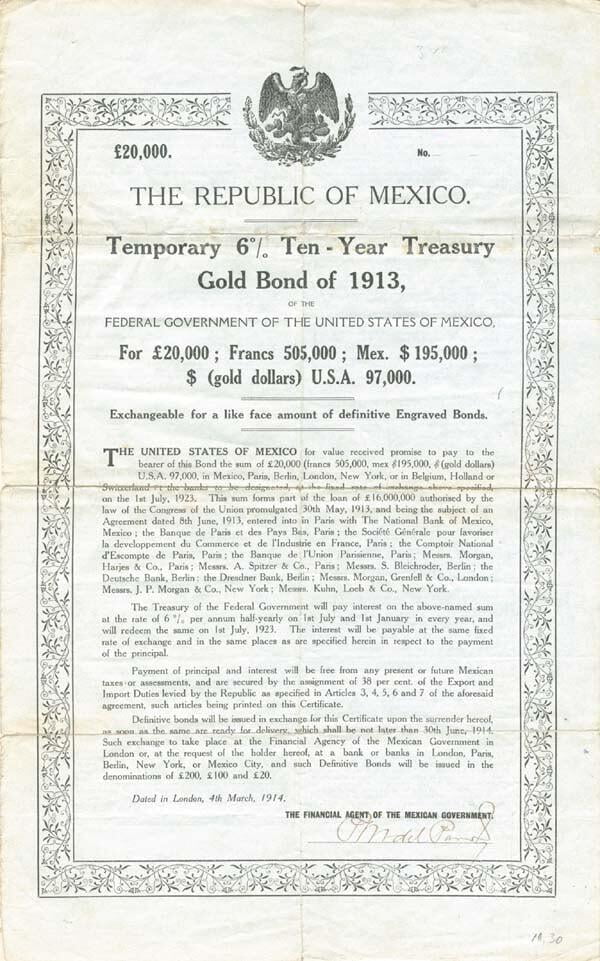 £20,000.
No.
THE REPUBLIC OF MEXICO.
Temporary 6% Ten-Year Treasury
Gold Bond of 1913,
OF THE
FEDERAL GOVERNMENT OF THE UNITED STATES OF MEXICO,
For £20,000 ; Francs 505,000 ; Mex. $195,000 ;
$ (gold dollars) U.S.A. 97,000.
Exchangeable for a like face amount of definitive Engraved Bonds.
THE UNITED STATES OF MEXICO for value received promise to pay to the
bearer of this Bond the sum of £20,000 (francs 505,000, mex $195,000, $ (gold dollars)
U.S.A. 97,000, in Mexico, Paris, Berlin, London, New York, or in Belgium, Holland or
Switzerland at the banks to be designated, at the fixed rate of exchange above specified,
on the 1st July, 1923. This sum forms part of the loan of £16,000,000 authorised by the
law of the Congress of the Union promulgated 30th May, 1913, and being the subject of an
Agreement dated 8th June, 1913, entered into in Paris with The National Bank of Mexico,
Mexico ; the Banque de Paris et des Pays Bas, Paris ; the Société Générale pour favoriser
la developpement du Commerce et de l'Industrie en France, Paris ; the Comptoir National
d'Escompte de Paris, Paris ; the Banque de l'Union Parisienne, Paris ; Messrs. Morgan,
Harjes & Co., Paris ; Messrs. A. Spitzer & Co., Paris ; Messrs. S. Bleichroder, Berlin ; the
Deutsche Bank, Berlin ; the Dresdner Bank, Berlin ; Messrs. Morgan, Grenfell & Co., London ;
Messrs. J. P. Morgan & Co., New York ; Messrs. Kuhn, Loeb & Co., New York.
The Treasury of the Federal Government will pay interest on the above-named sum
at the rate of 6 % per annum half-yearly on 1st July and 1st January in every year, and
will redeem the same on 1st July, 1923. The interest will be payable at the same fixed
rate of exchange and in the same places as are specified herein in respect to the payment
of the principal.
Payment of principal and interest will be free from any present or future Mexican
taxes or assessments, and are secured by the assignment of 38 per cent. of the Export and
Import Duties levied by the Republic as specified in Articles 3, 4, 5, 6 and 7 of the aforesaid
agreement, such articles being printed on this Certificate.
Definitive bonds will be issued in exchange for this Certificate upon the surrender hereof,
as soon as the same are ready for delivery, which shall be not later than 30th June, 1914.
Such exchange to take place at the Financial Agency of the Mexican Government in
London or, at the request of the holder hereof, at a bank or banks in London, Paris,
Berlin, New York, or Mexico City, and such Definitive Bonds will be issued in the
denominations of £200, £100 and £20.
Dated in London, 4th March, 1914.
THE FINANCIAL AGENT OF THE MEXICAN GOVERNMENT.